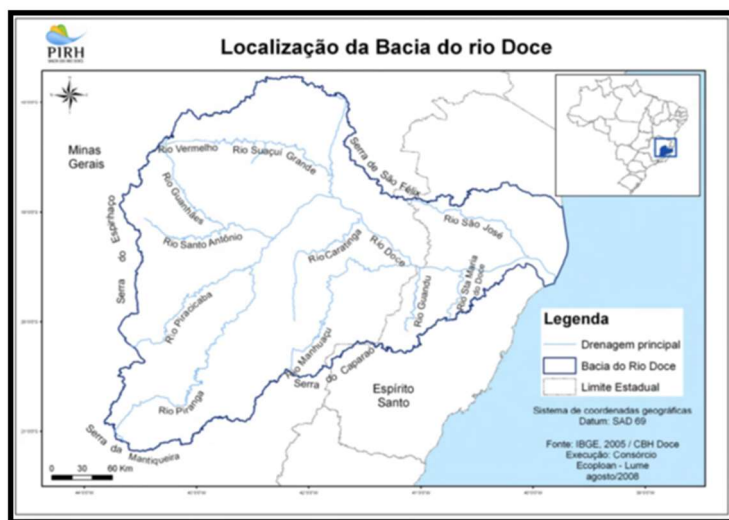 PIRH
BACIA DO RIO DOCE
Localização da Bacia do rio Doce
Minas
Gerais
Rio Vermelho
Rio Suaçuí Grande
Serra de São Félix
Rio Guanhães
Serra do Espinhaço
Rio Santo Antônio
Rio São José
Rio Caratinga
Rio Doce
Rio Guandu
Rio Sta Maria
do Doce
Rio Piracicaba
Rio Manhuaçu
Serra do Caparaó
Rio Piranga
Serra da Mantiqueira
Espírito
Santo
Legenda
Drenagem principal
Bacia do Rio Doce
Limite Estadual
Sistema de coordenadas geográficas
Datum: SAD 69
Fonte: IBGE, 2005 / CBH Doce
Execução: Consórcio
Ecoplan - Lume
agosto/2008
0 30 60 Km